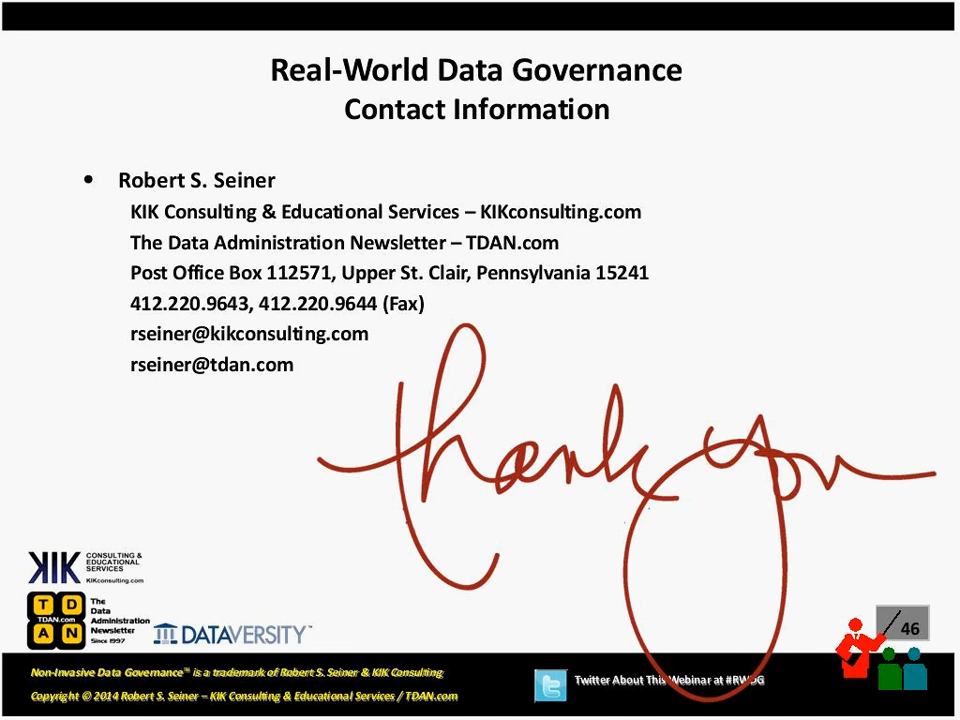 Real-World Data Governance
Contact Information
• Robert S. Seiner
KIK Consulting & Educational Services – KIKconsulting.com
The Data Administration Newsletter – TDAN.com
Post Office Box 112571, Upper St. Clair, Pennsylvania 15241
412.220.9643, 412.220.9644 (Fax)
rseiner@kikconsulting.com
rseiner@tdan.com
Thank you
KIK CONSULTING &
EDUCATIONAL
SERVICES
KIKconsulting.com
T D
TDAN.com
A N
The
Data
Administration
Newsletter
Since 1997
DATAVERSITY™
46
Non-Invasive Data Governance™ is a trademark of Robert S. Seiner & KIK Consulting
Copyright © 2014 Robert S. Seiner – KIK Consulting & Educational Services / TDAN.com
Twitter About This Webinar at #RWDG